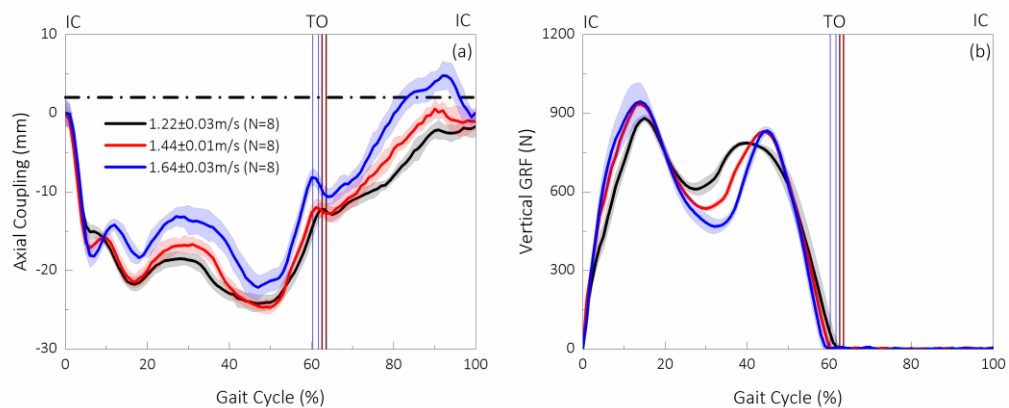 IC TO IC
10
(a)
0
-10
-20
-30
1.22±0.03m/s (N=8)
1.44±0.01m/s (N=8)
1.64±0.03m/s (N=8)
Axial Coupling (mm)
0 20 40 60 80 100
Gait Cycle (%)
IC TO IC
1200
(b)
900
600
300
0
Vertical GRF (N)
0 20 40 60 80 100
Gait Cycle (%)